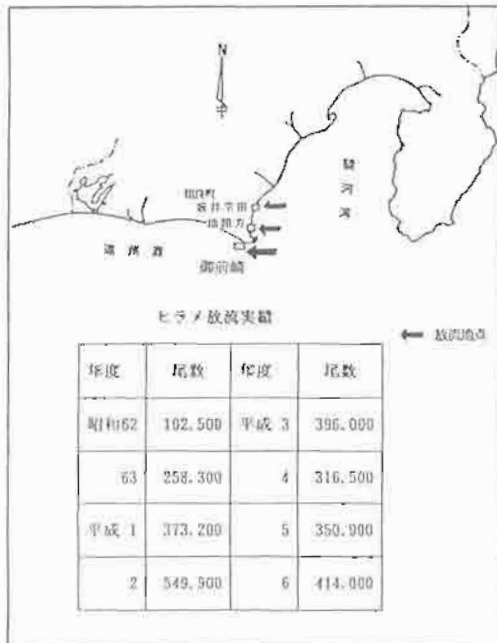 N
駿
河
湾
相良町
地頭方
遠州灘
御前崎
ヒラメ放流実績
放流地点
年度 尾数 年度 尾数
昭和62 102.500 平成 3 396.000
63 258.300 4 316.500
平成 1 373.200 5 350.900
2 549.900 6 414.000